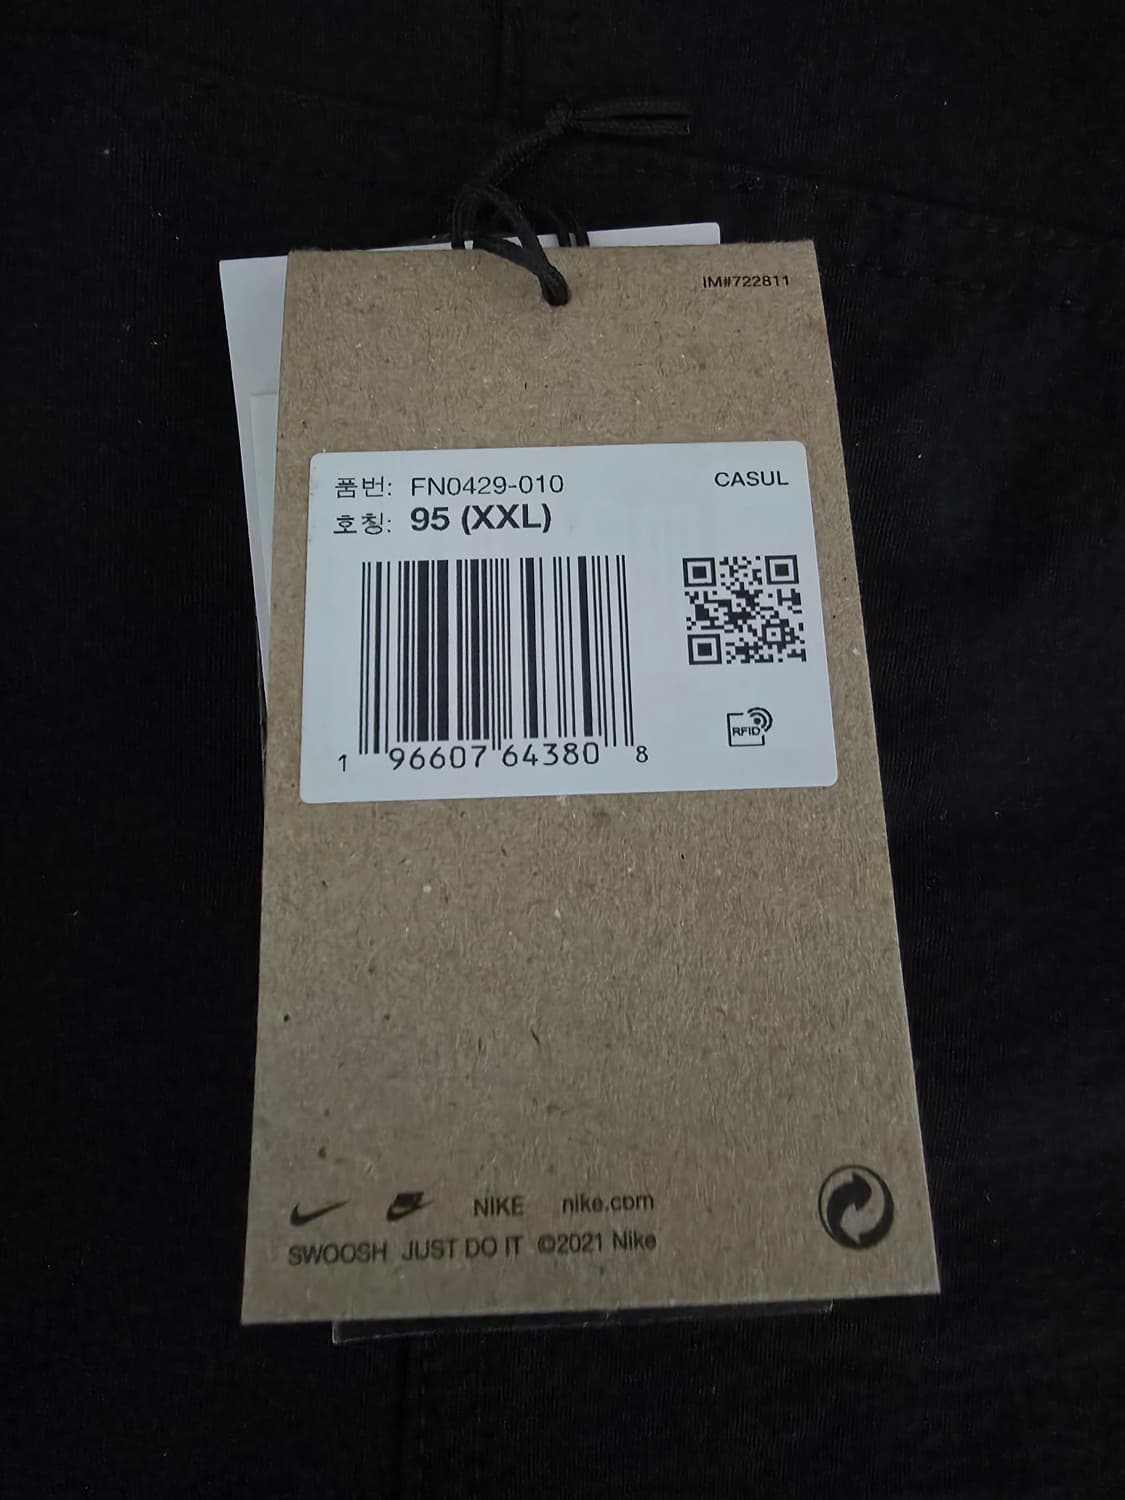 IM#722811
품번: FN0429-010
CASUL
호칭: 95 (XXL)
1 96607 64380 8
RFID
NIKE nike.com
SWOOSH JUST DO IT ©2021 Nike